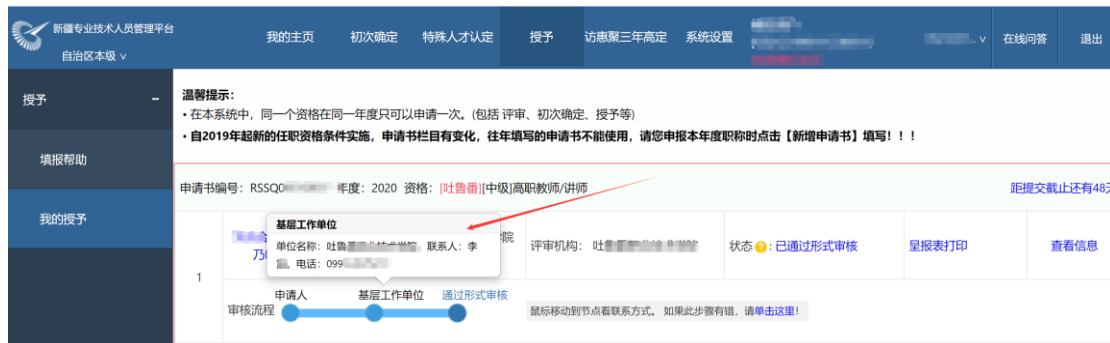 新疆专业技术人员管理平台
自治区本级
我的主页 初次确定 特殊人才认定 授予 访惠聚三年高定 系统设置 在线问答 退出
授予
填报帮助
我的授予
温馨提示：
• 在本系统中，同一个资格在同一年度只可以申请一次。(包括 评审、初次确定、授予等)
• 自2019年起新的任职资格条件实施，申请书栏目有变化，往年填写的申请书不能使用，请您申报本年度职称时点击【新增申请书】填写！！！
申请书编号：RSSQ0 年度：2020 资格：[吐鲁番][中级]高职教师/讲师 距提交截止还有48天
基层工作单位
单位名称：吐鲁 联系人：李
电话：099
乃
院 评审机构：吐鲁 状态 ? ：已通过形式审核 呈报表打印 查看信息
1
申请人 基层工作单位 通过形式审核
审核流程
鼠标移动到节点看联系方式。如果此步骤有错，请单击这里！